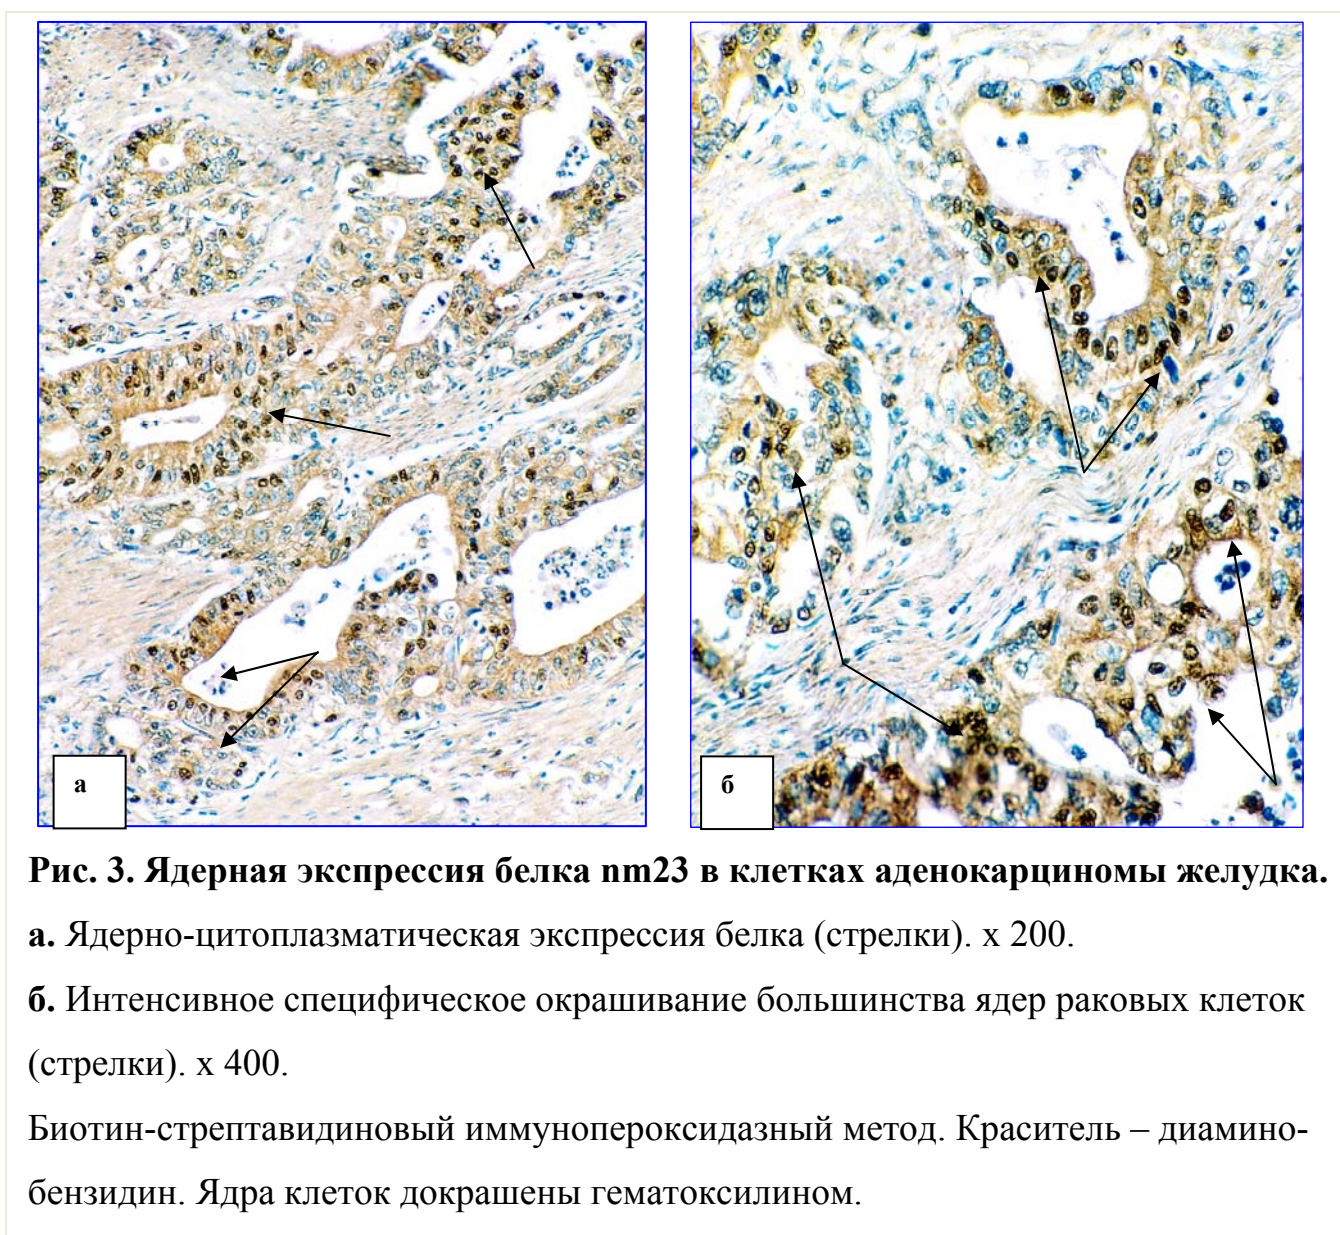 а
б
Рис. 3. Ядерная экспрессия белка nm23 в клетках аденокарциномы желудка.
а. Ядерно-цитоплазматическая экспрессия белка (стрелки). х 200.
б. Интенсивное специфическое окрашивание большинства ядер раковых клеток
(стрелки). х 400.
Биотин-стрептавидиновый иммунопероксидазный метод. Краситель – диамино-
бензидин. Ядра клеток докрашены гематоксилином.